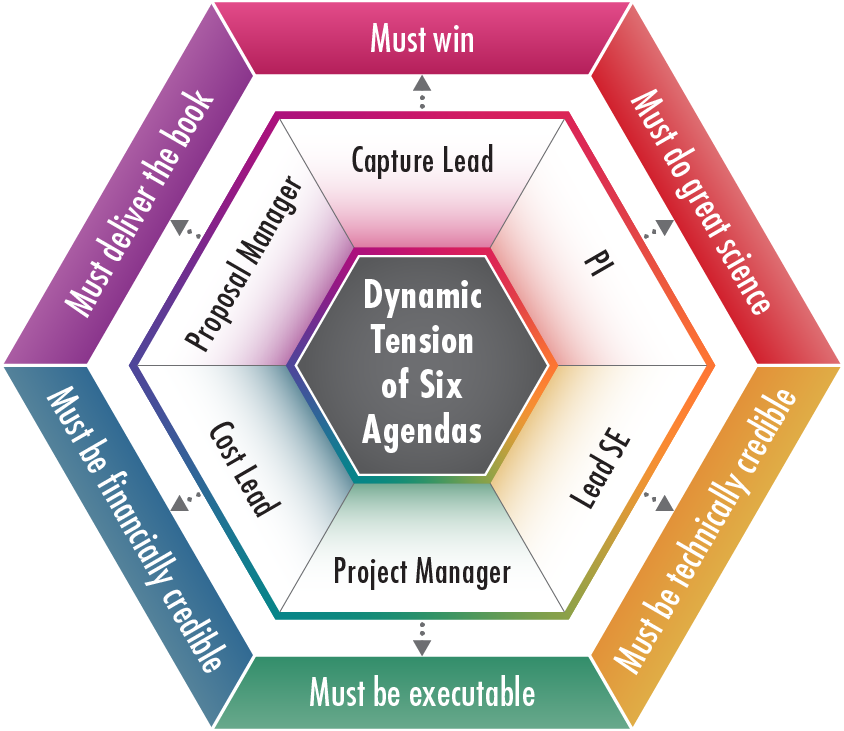 Must win
Must do great science
Must be technically credible
Must be executable
Must be financially credible
Must deliver the book
Capture Lead
PI
Lead SE
Project Manager
Cost Lead
Proposal Manager
Dynamic
Tension
of Six
Agendas